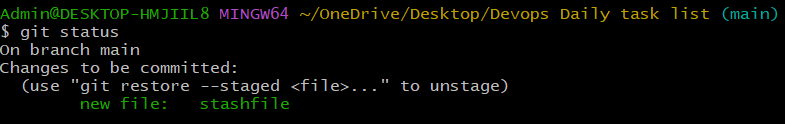 Admin@DESKTOP-HMJIIL8 MINGW64 ~/OneDrive/Desktop/Devops Daily task list (main)
$ git status
On branch main
Changes to be committed:
  (use "git restore --staged <file>..." to unstage)
        new file:   stashfile